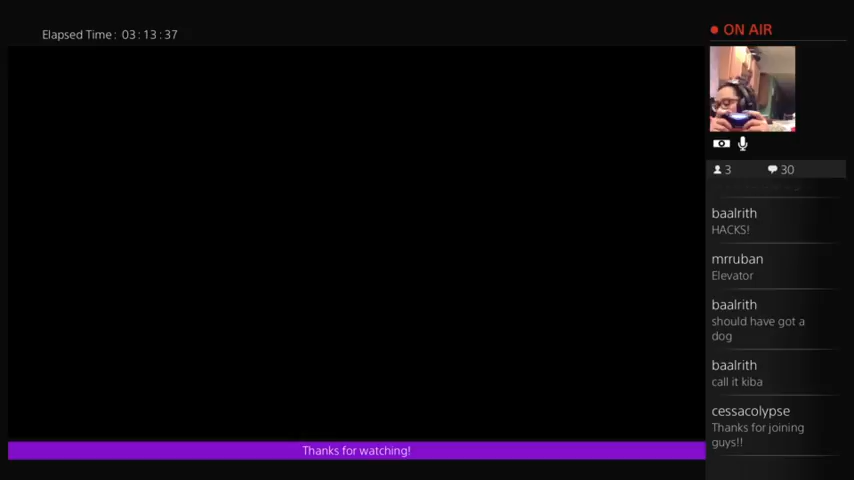 Elapsed Time: 03:13:37
ON AIR
3 30
baalrith
HACKS!
mrruban
Elevator
baalrith
should have got a
dog
baalrith
call it kiba
cessacolypse
Thanks for joining
guys!!
Thanks for watching!